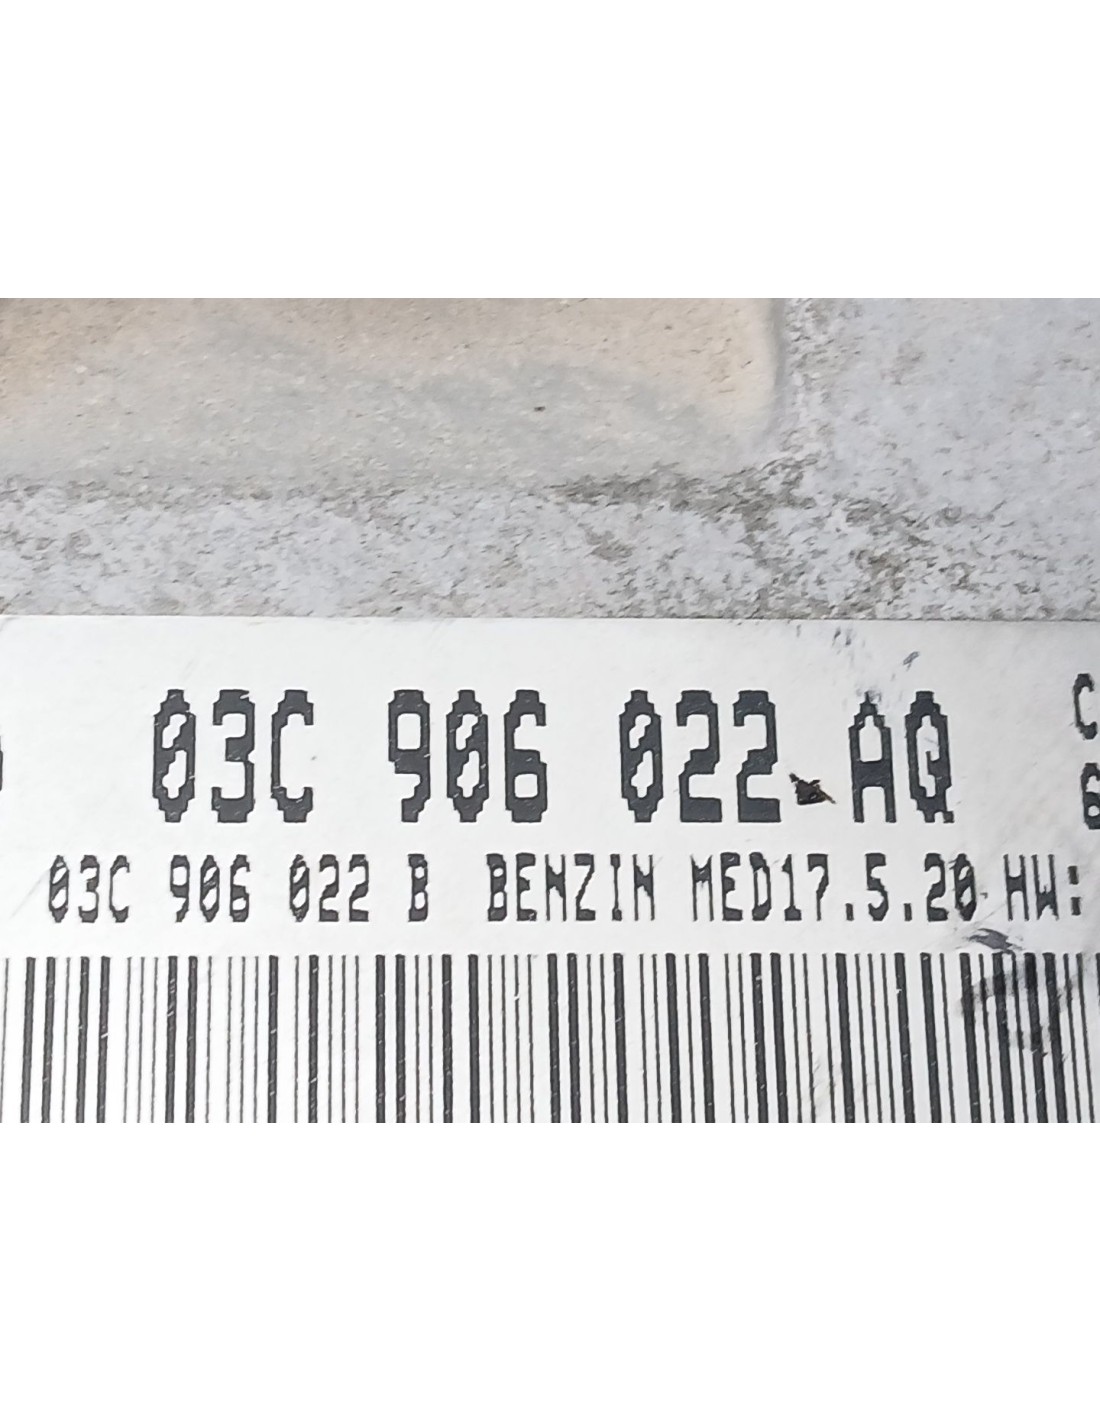 03C 906 022 AQ
03C 906 022 B BENZIN MED17.5.20 HW: